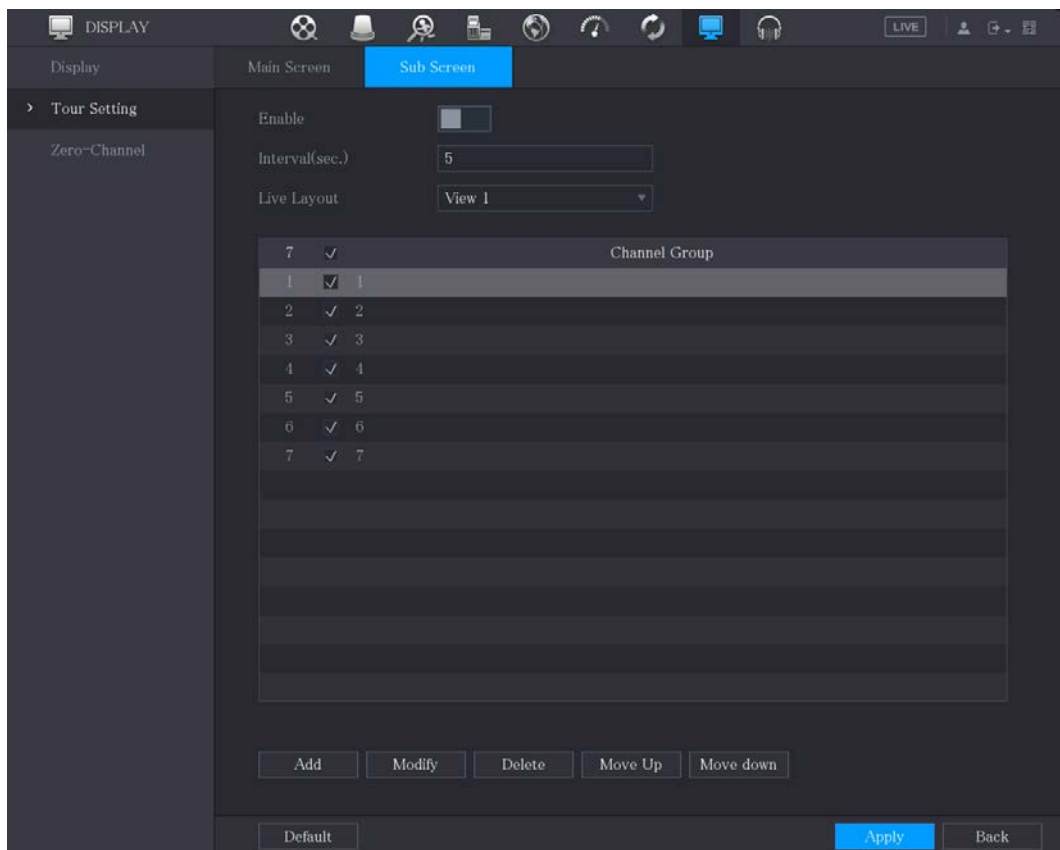 DISPLAY
LIVE
Display
Main Screen
Sub Screen
Tour Setting
Enable
Zero-Channel
Interval(sec.)
5
Live Layout
View 1
7
Channel Group
1 1
2 2
3 3
4 4
5 5
6 6
7 7
Add
Modify
Delete
Move Up
Move down
Default
Apply
Back